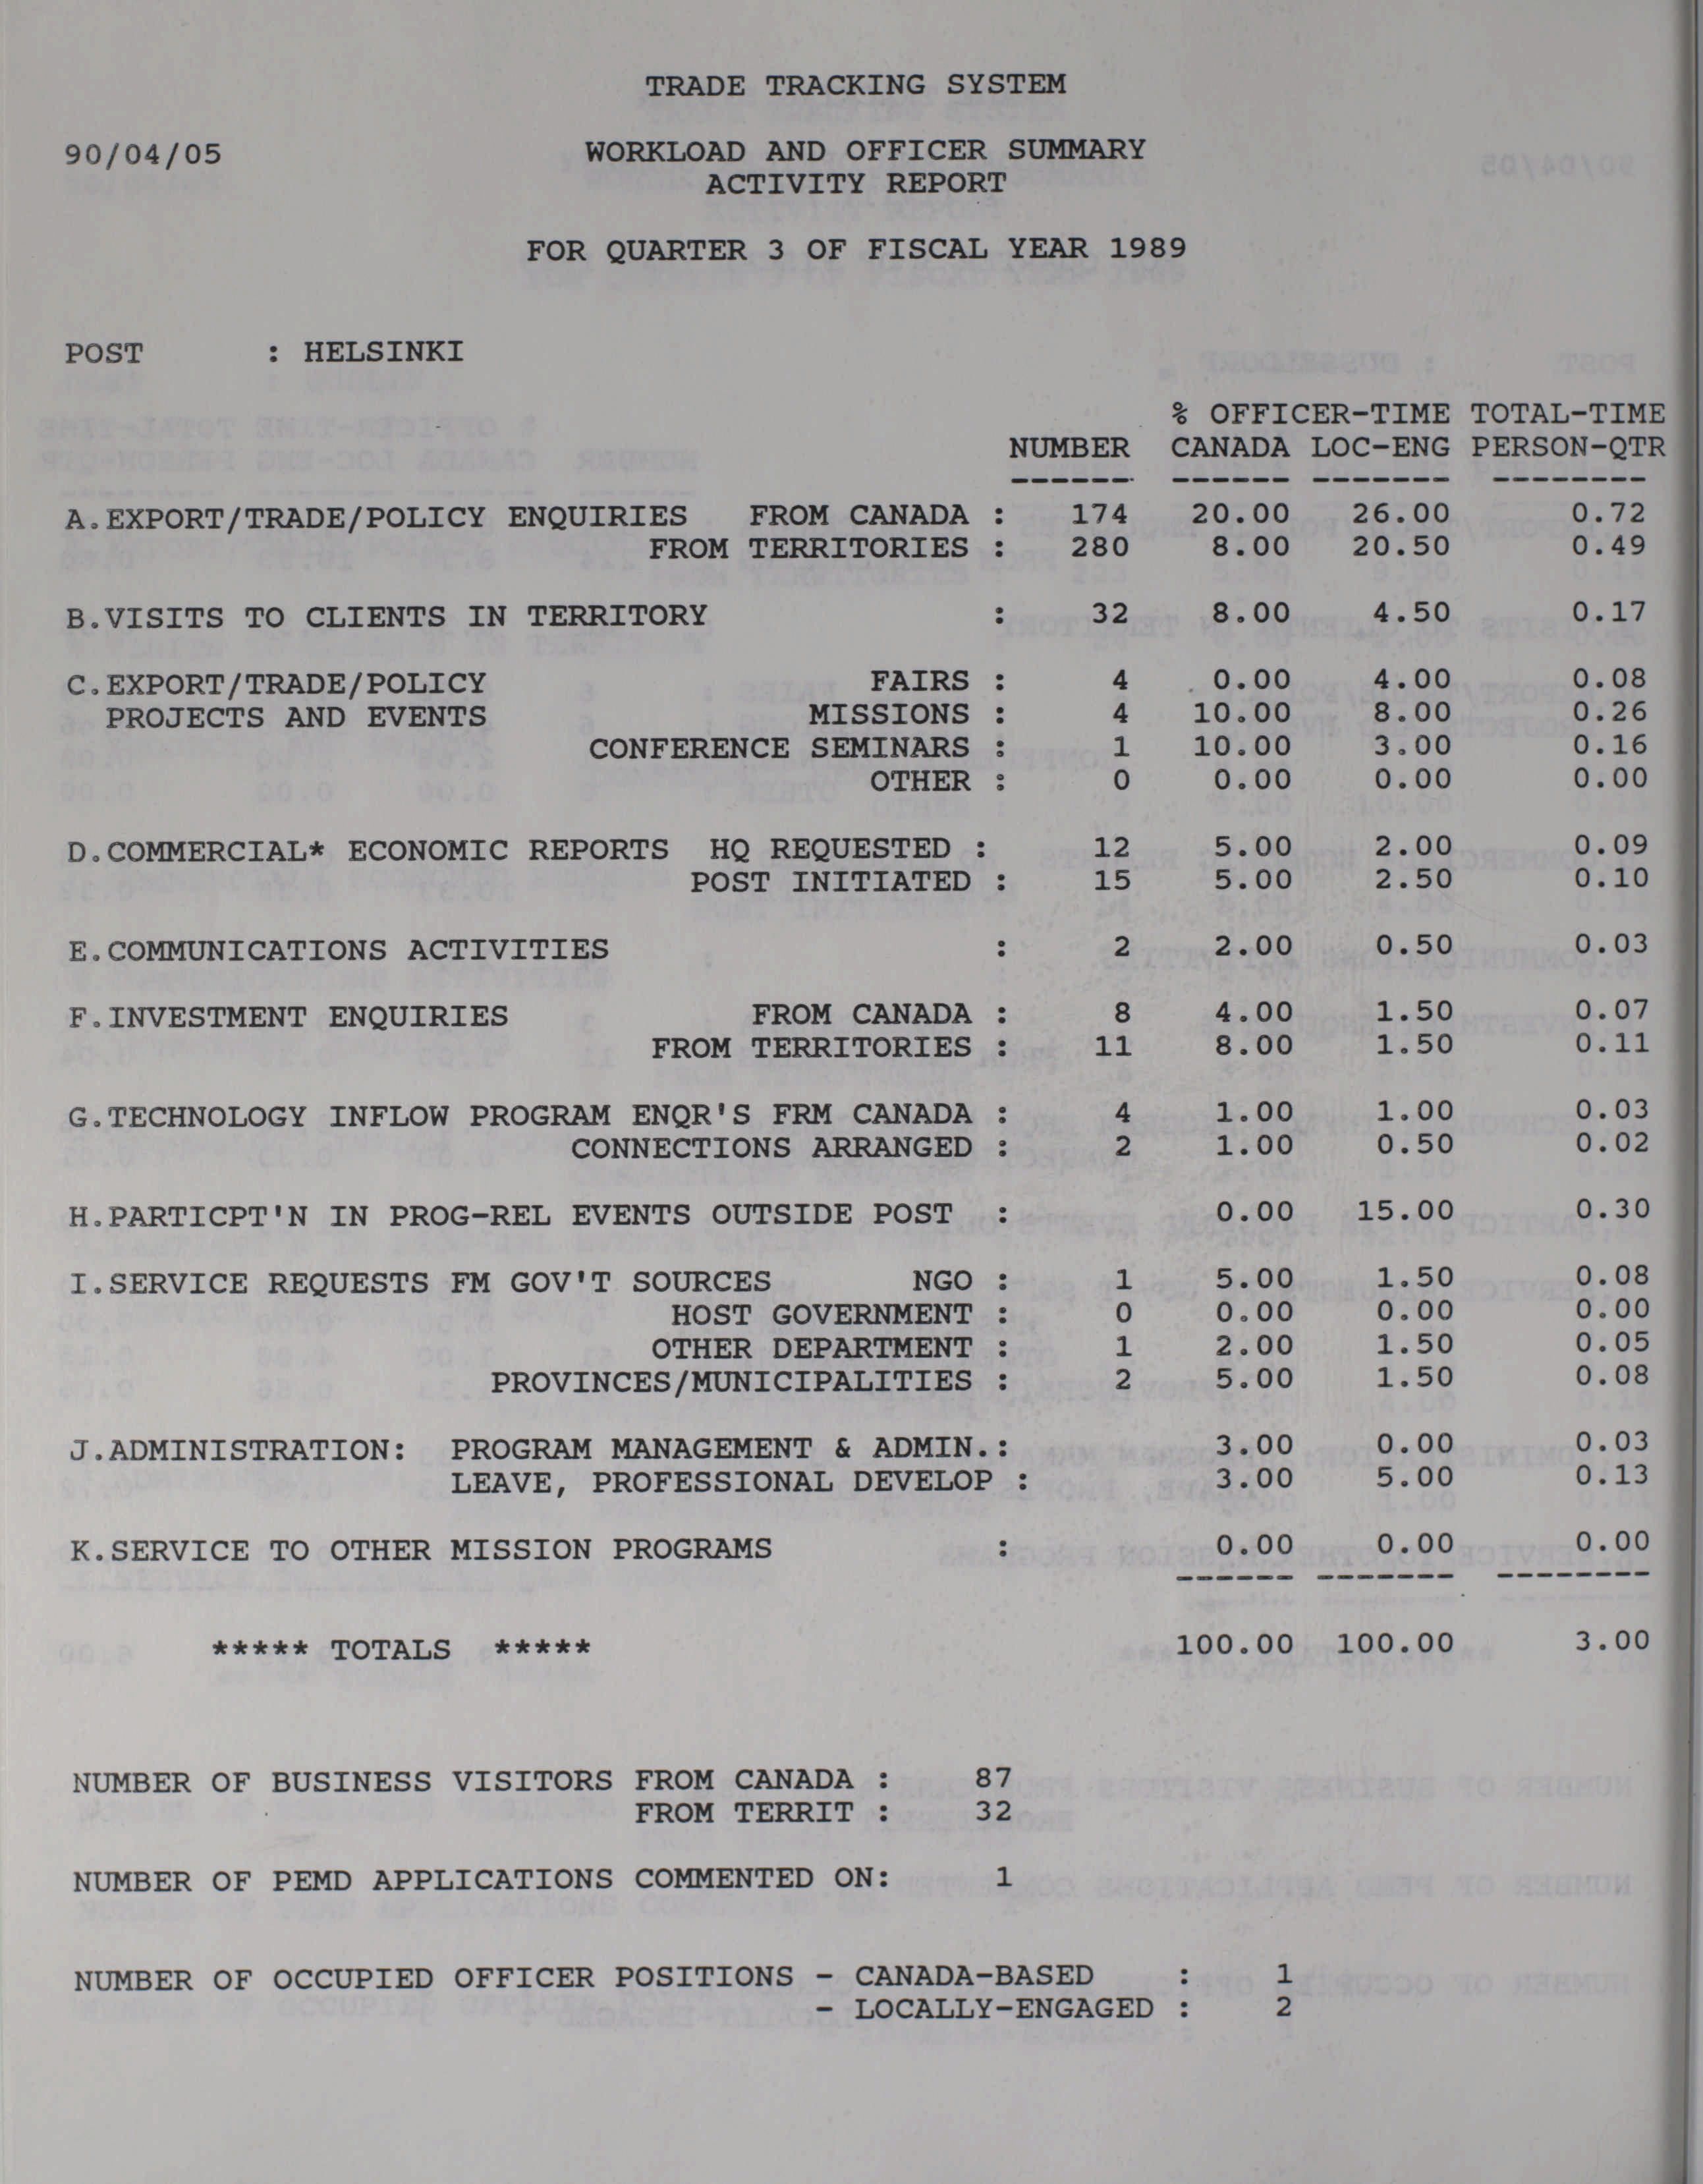 TRADE TRACKING SYSTEM
90/04/05 WORKLOAD AND OFFICER SUMMARY
ACTIVITY REPORT
FOR QUARTER 3 OF FISCAL YEAR 1989
POST : HELSINKI
% OFFICER-TIME TOTAL-TIME
NUMBER CANADA LOC-ENG PERSON-QTR
------ ------ ------- --------
A.EXPORT/TRADE/POLICY ENQUIRIES FROM CANADA : 174 20.00 26.00 0.72
FROM TERRITORIES : 280 8.00 20.50 0.49
B.VISITS TO CLIENTS IN TERRITORY : 32 8.00 4.50 0.17
C.EXPORT/TRADE/POLICY FAIRS : 4 0.00 4.00 0.08
PROJECTS AND EVENTS MISSIONS : 4 10.00 8.00 0.26
CONFERENCE SEMINARS : 1 10.00 3.00 0.16
OTHER : 0 0.00 0.00 0.00
D.COMMERCIAL* ECONOMIC REPORTS HQ REQUESTED : 12 5.00 2.00 0.09
POST INITIATED : 15 5.00 2.50 0.10
E.COMMUNICATIONS ACTIVITIES : 2 2.00 0.50 0.03
F.INVESTMENT ENQUIRIES FROM CANADA : 8 4.00 1.50 0.07
FROM TERRITORIES : 11 8.00 1.50 0.11
G.TECHNOLOGY INFLOW PROGRAM ENQR'S FRM CANADA : 4 1.00 1.00 0.03
CONNECTIONS ARRANGED : 2 1.00 0.50 0.02
H.PARTICPT'N IN PROG-REL EVENTS OUTSIDE POST : 0.00 15.00 0.30
I.SERVICE REQUESTS FM GOV'T SOURCES NGO : 1 5.00 1.50 0.08
HOST GOVERNMENT : 0 0.00 0.00 0.00
OTHER DEPARTMENT : 1 2.00 1.50 0.05
PROVINCES/MUNICIPALITIES : 2 5.00 1.50 0.08
J.ADMINISTRATION: PROGRAM MANAGEMENT & ADMIN.: 3.00 0.00 0.03
LEAVE, PROFESSIONAL DEVELOP : 3.00 5.00 0.13
K.SERVICE TO OTHER MISSION PROGRAMS : 0.00 0.00 0.00
------ ------- --------
***** TOTALS ***** 100.00 100.00 3.00
NUMBER OF BUSINESS VISITORS FROM CANADA : 87
FROM TERRIT : 32
NUMBER OF PEMD APPLICATIONS COMMENTED ON: 1
NUMBER OF OCCUPIED OFFICER POSITIONS - CANADA-BASED : 1
- LOCALLY-ENGAGED : 2